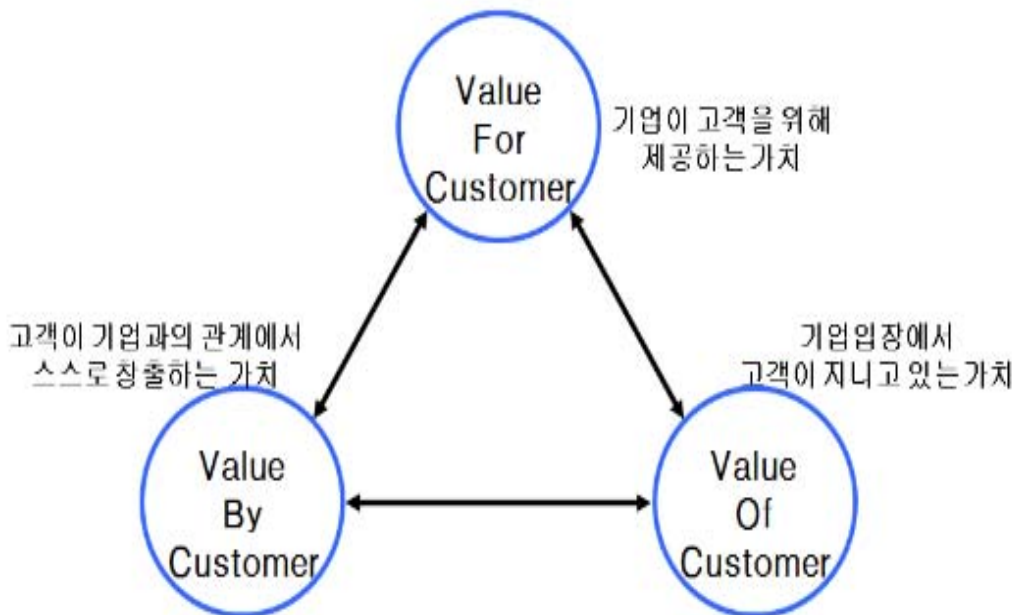 Value
For
Customer
기업이 고객을 위해
제공하는가치
고객이 기업과의 관계에서
스스로 창출하는 가치
기업입장에서
고객이 지니고 있는가치
Value
By
Customer
Value
Of
Customer